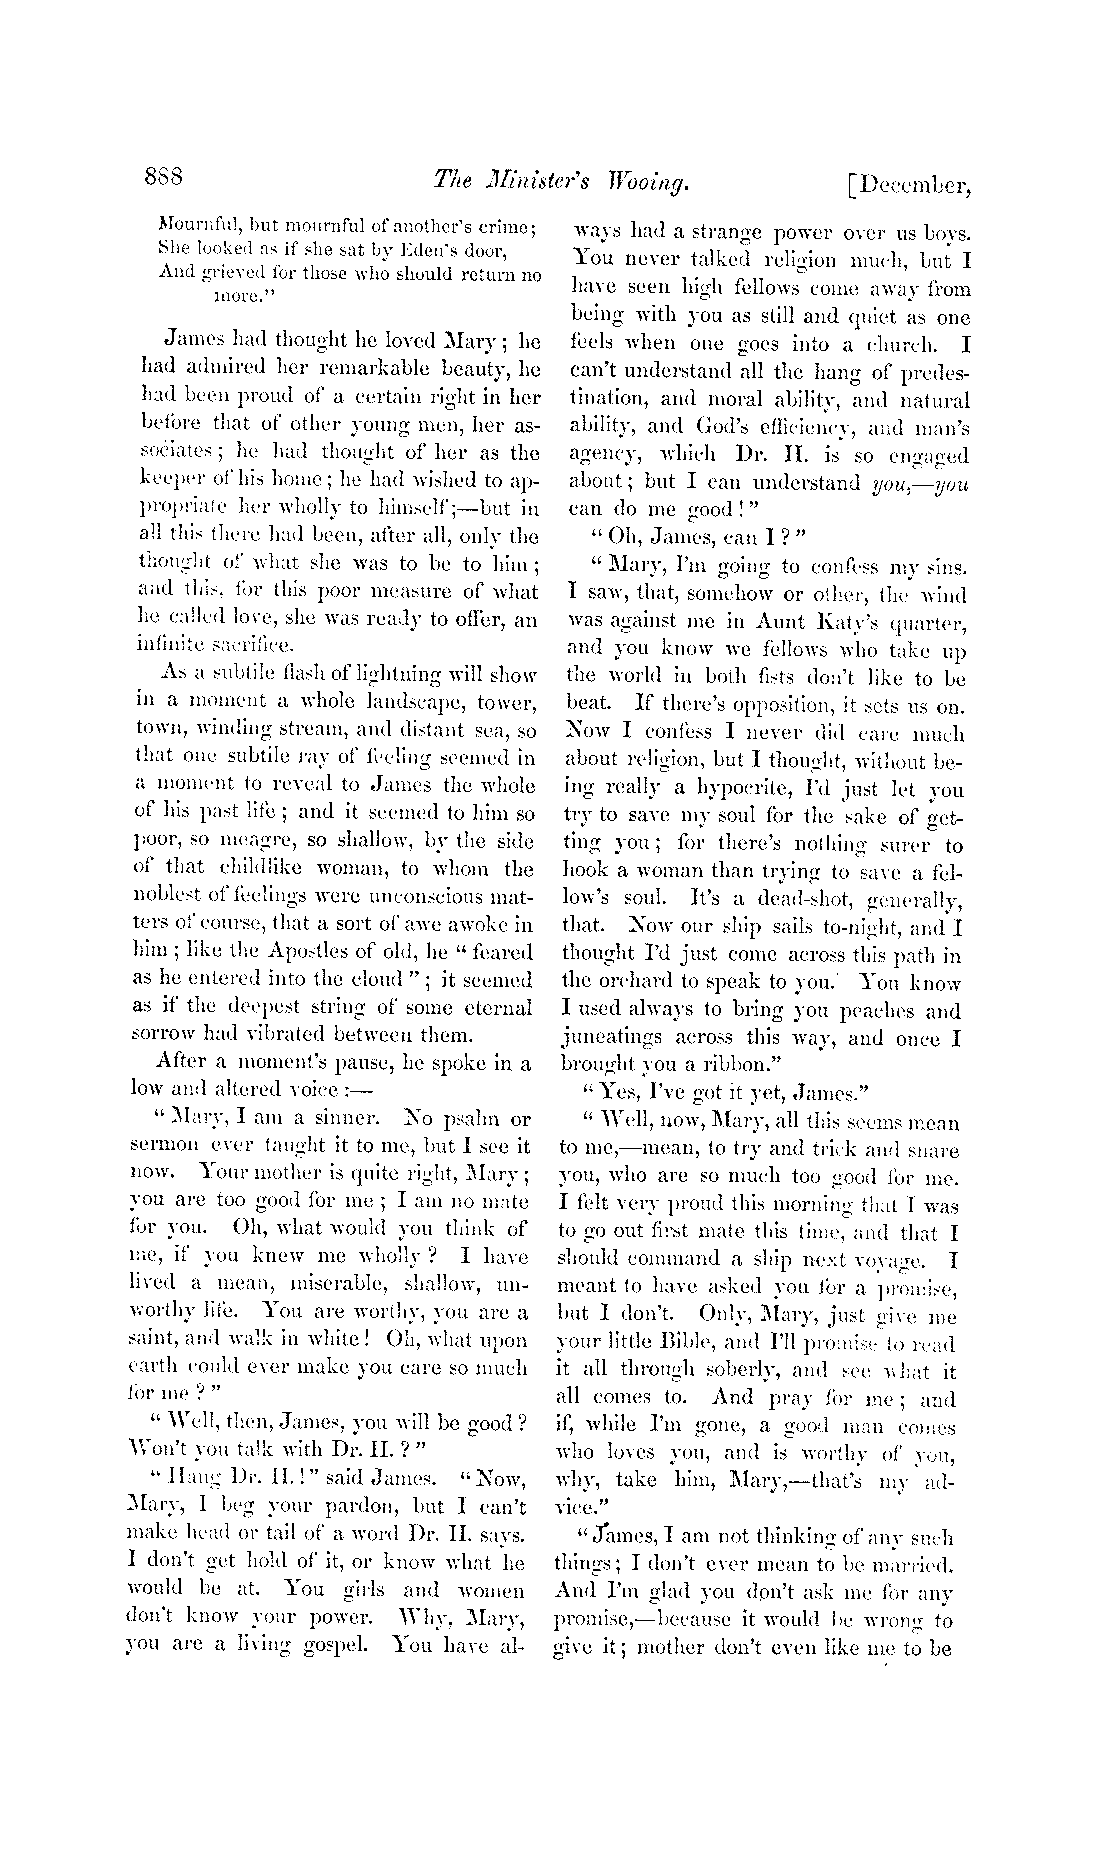 888
The Minister's Wooing.
[December,
Mournful, but mournful of another's crime;
She looked as if she sat by Eden's door,
And grieved for those who should return no
more."
James had thought he loved Mary; he
had admired her remarkable beauty, he
had been proud of a certain right in her
before that of other young men, her as-
sociates; he had thought of her as the
keeper of his home; he had wished to ap-
propriate her wholly to himself;—but in
all this there had been, after all, only the
thought of what she was to be to him;
and this, for this poor measure of what
he called love, she was ready to offer, an
infinite sacrifice.
As a subtile flash of lightning will show
in a moment a whole landscape, tower,
town, winding stream, and distant sea, so
that one subtile ray of feeling seemed in
a moment to reveal to James the whole
of his past life; and it seemed to him so
poor, so meagre, so shallow, by the side
of that childlike woman, to whom the
noblest of feelings were unconscious mat-
ters of course, that a sort of awe awoke in
him; like the Apostles of old, he "feared
as he entered into the cloud"; it seemed
as if the deepest string of some eternal
sorrow had vibrated between them.
After a moment's pause, he spoke in a
low and altered voice:—
"Mary, I am a sinner. No psalm or
sermon ever taught it to me, but I see it
now. Your mother is quite right, Mary;
you are too good for me; I am no mate
for you. Oh, what would you think of
me, if you knew me wholly? I have
lived a mean, miserable, shallow, un-
worthy life. You are worthy, you are a
saint, and walk in white! Oh, what upon
earth could ever make you care so much
for me?"
"Well, then, James, you will be good?
Won't you talk with Dr. H.?"
"Hang Dr. H.!" said James. "Now,
Mary, I beg your pardon, but I can't
make head or tail of a word Dr. H. says.
I don't get hold of it, or know what he
would be at. You girls and women
don't know your power. Why, Mary,
you are a living gospel. You have al-
ways had a strange power over us boys.
You never talked religion much, but I
have seen high fellows come away from
being with you as still and quiet as one
feels when one goes into a church. I
can't understand all the hang of predes-
tination, and moral ability, and natural
ability, and God's efficiency, and man's
agency, which Dr. H. is so engaged
about; but I can understand you,—you
can do me good!"
"Oh, James, can I?"
"Mary, I'm going to confess my sins.
I saw, that, somehow or other, the wind
was against me in Aunt Katy's quarter,
and you know we fellows who take up
the world in both fists don't like to be
beat. If there's opposition, it sets us on.
Now I confess I never did care much
about religion, but I thought, without be-
ing really a hypocrite, I'd just let you
try to save my soul for the sake of get-
ting you; for there's nothing surer to
hook a woman than trying to save a fel-
low's soul. It's a dead-shot, generally,
that. Now our ship sails to-night, and I
thought I'd just come across this path in
the orchard to speak to you. You know
I used always to bring you peaches and
juneatings across this way, and once I
brought you a ribbon."
"Yes, I've got it yet, James."
"Well, now, Mary, all this seems mean
to me,—mean, to try and trick and snare
you, who are so much too good for me.
I felt very proud this morning that I was
to go out first mate this time, and that I
should command a ship next voyage. I
meant to have asked you for a promise,
but I don't. Only, Mary, just give me
your little Bible, and I'll promise to read
it all through soberly, and see what it
all comes to. And pray for me; and
if, while I'm gone, a good man comes
who loves you, and is worthy of you,
why, take him, Mary,—that's my ad-
vice."
"James, I am not thinking of any such
things; I don't ever mean to be married.
And I'm glad you don't ask me for any
promise,—because it would be wrong to
give it; mother don't even like me to be